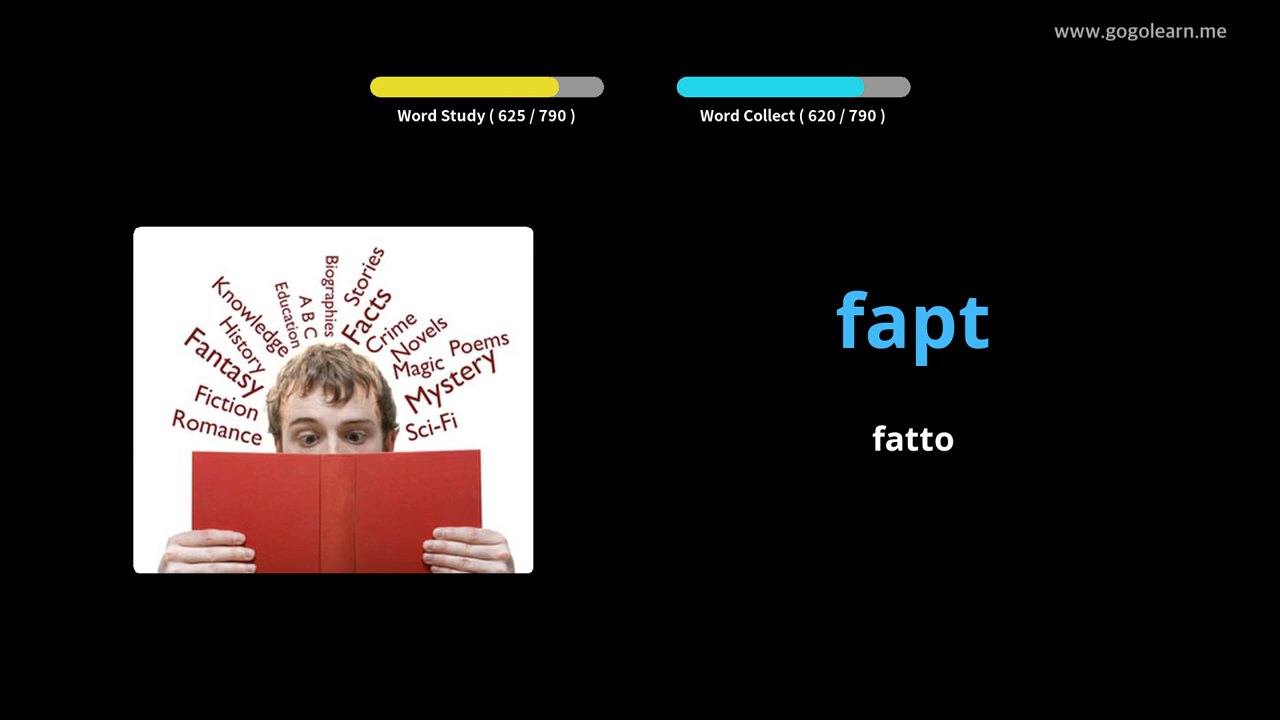 www.gogolearn.me
Word Study ( 625 / 790 )
Word Collect ( 620 / 790 )
Knowledge
History
Fantasy
Fiction
Romance
Education
A B C
Biographies
Stories
Facts
Crime
Novels
Magic
Poems
Mystery
Sci-Fi
fapt
fatto